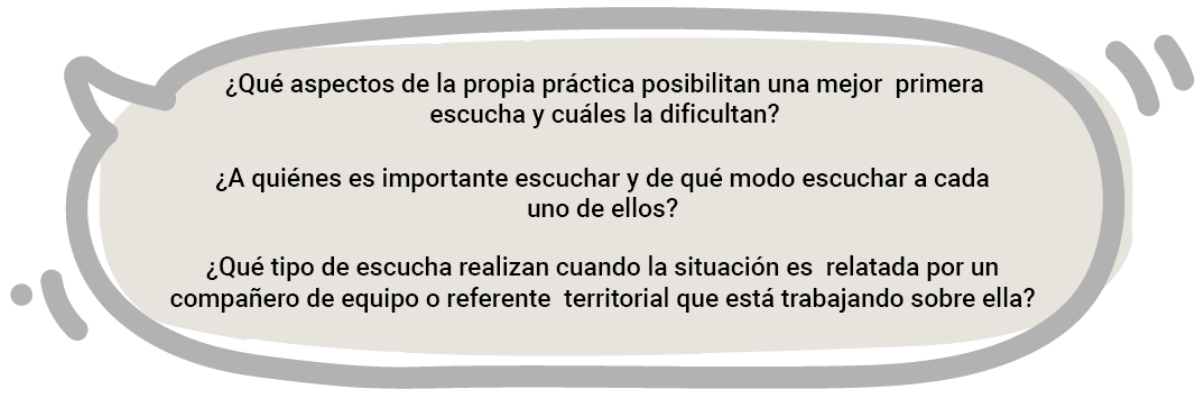 ¿Qué aspectos de la propia práctica posibilitan una mejor primera
escucha y cuáles la dificultan?
¿A quiénes es importante escuchar y de qué modo escuchar a cada
uno de ellos?
¿Qué tipo de escucha realizan cuando la situación es relatada por un
compañero de equipo o referente territorial que está trabajando sobre ella?